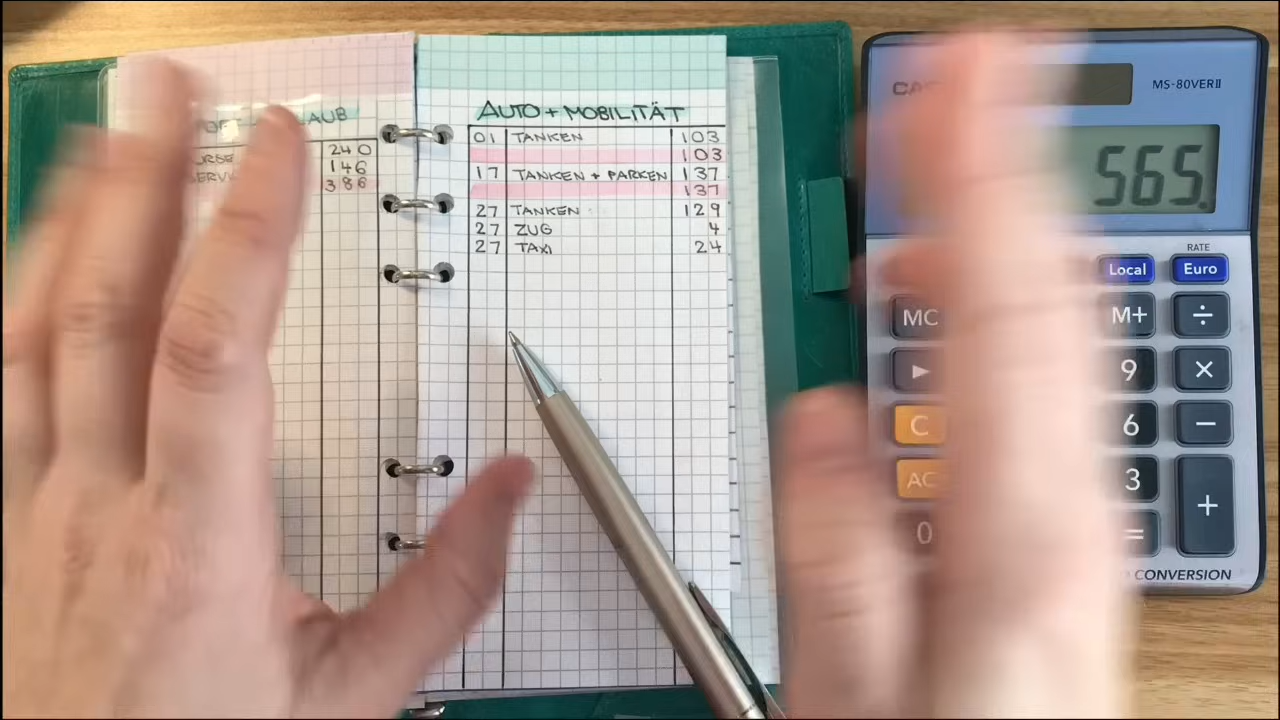 AUB
240
146
386
AUTO + MOBILITÄT
01 TANKEN 103
103
17 TANKEN + PARKEN 137
137
27 TANKEN 129
27 ZUG 4
27 TAXI 24
MS-80VERII
565.
RATE
Local Euro
MC M+ ÷
▶ 9 ×
C 6 −
AC 3 +
0 =
CONVERSION